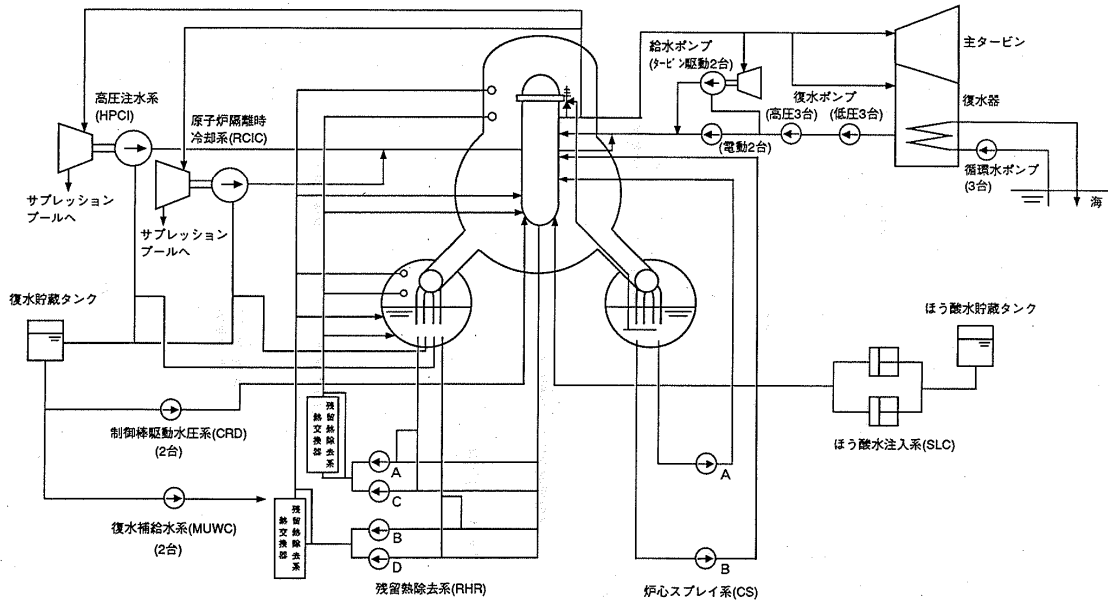 高圧注水系
(HPCI)
原子炉隔離時
冷却系(RCIC)
サプレッション
プールへ
サプレッション
プールへ
給水ポンプ
(タービン駆動2台)
復水ポンプ
(高圧3台)
(低圧3台)
(電動2台)
主タービン
復水器
循環水ポンプ
(3台)
海
復水貯蔵タンク
ほう酸水貯蔵タンク
制御棒駆動水圧系(CRD)
(2台)
復水補給水系(MUWC)
(2台)
残留熱除去系
熱交換器
残留熱除去系
熱交換器
A
C
B
D
残留熱除去系(RHR)
A
B
炉心スプレイ系(CS)
ほう酸水注入系(SLC)